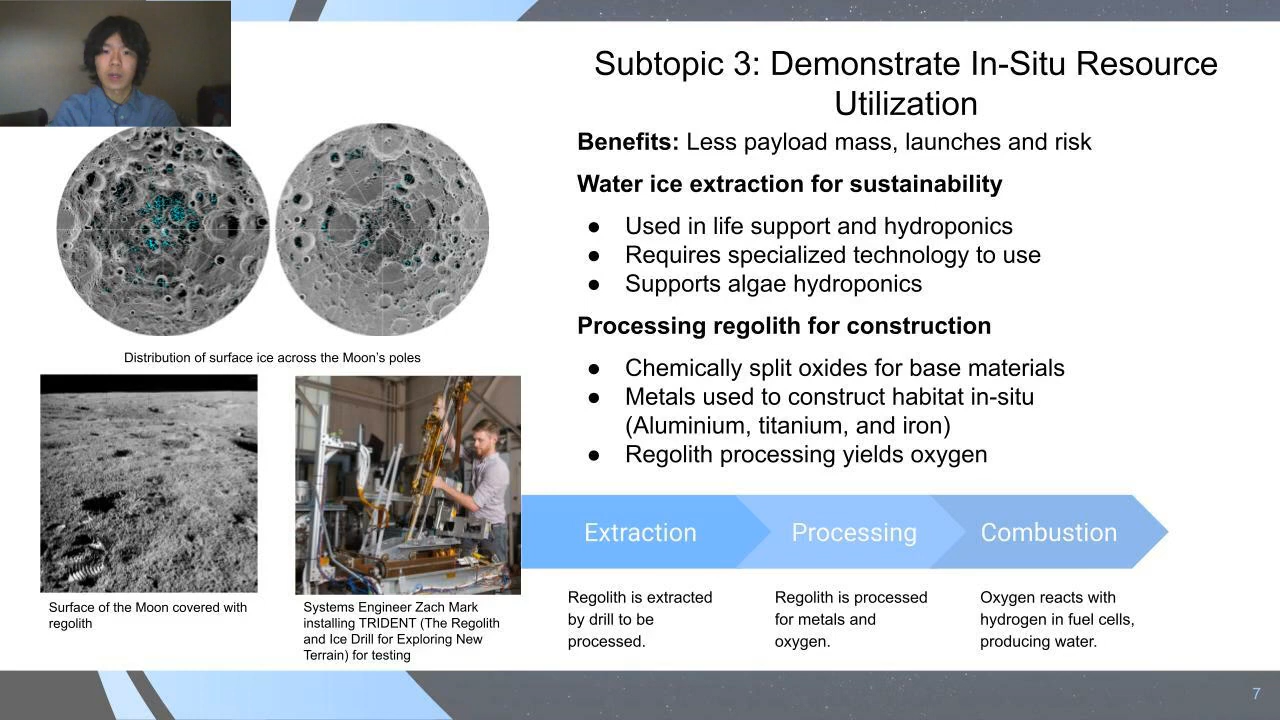 Subtopic 3: Demonstrate In-Situ Resource
Utilization
Benefits: Less payload mass, launches and risk
Water ice extraction for sustainability
● Used in life support and hydroponics
● Requires specialized technology to use
● Supports algae hydroponics
Processing regolith for construction
● Chemically split oxides for base materials
● Metals used to construct habitat in-situ
(Aluminium, titanium, and iron)
● Regolith processing yields oxygen
Distribution of surface ice across the Moon's poles
Surface of the Moon covered with
regolith
Systems Engineer Zach Mark
installing TRIDENT (The Regolith
and Ice Drill for Exploring New
Terrain) for testing
Extraction
Processing
Combustion
Regolith is extracted
by drill to be
processed.
Regolith is processed
for metals and
oxygen.
Oxygen reacts with
hydrogen in fuel cells,
producing water.
7